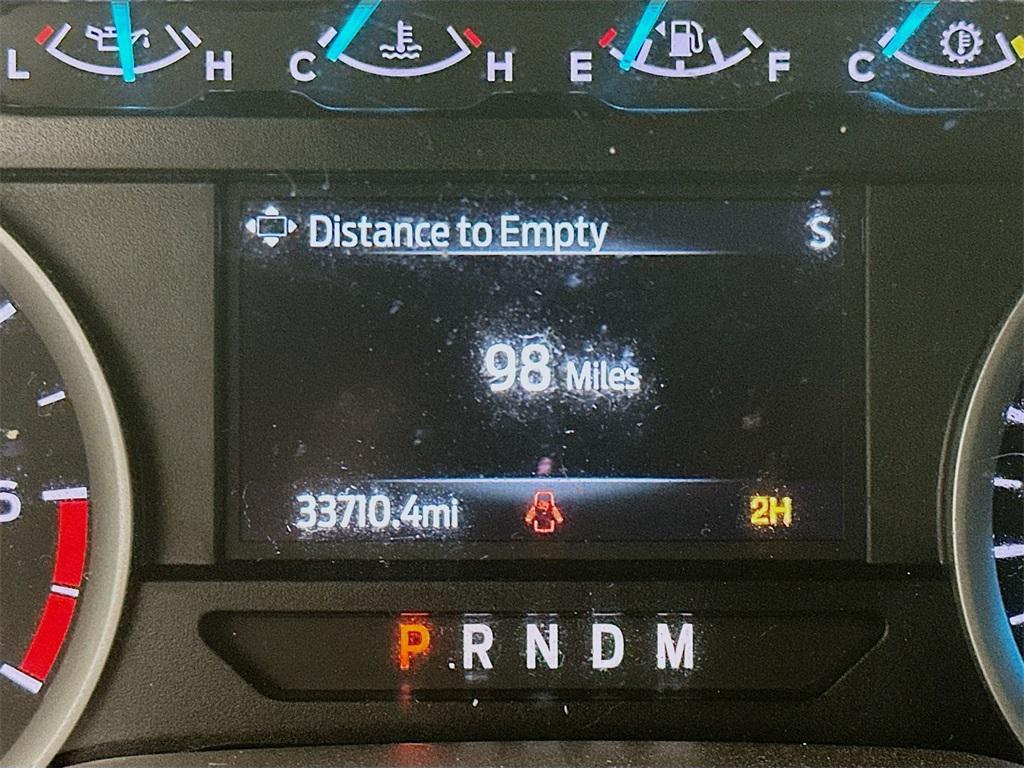 L H C H E F C
Distance to Empty S
98 Miles
33710.4mi 2H
P R N D M